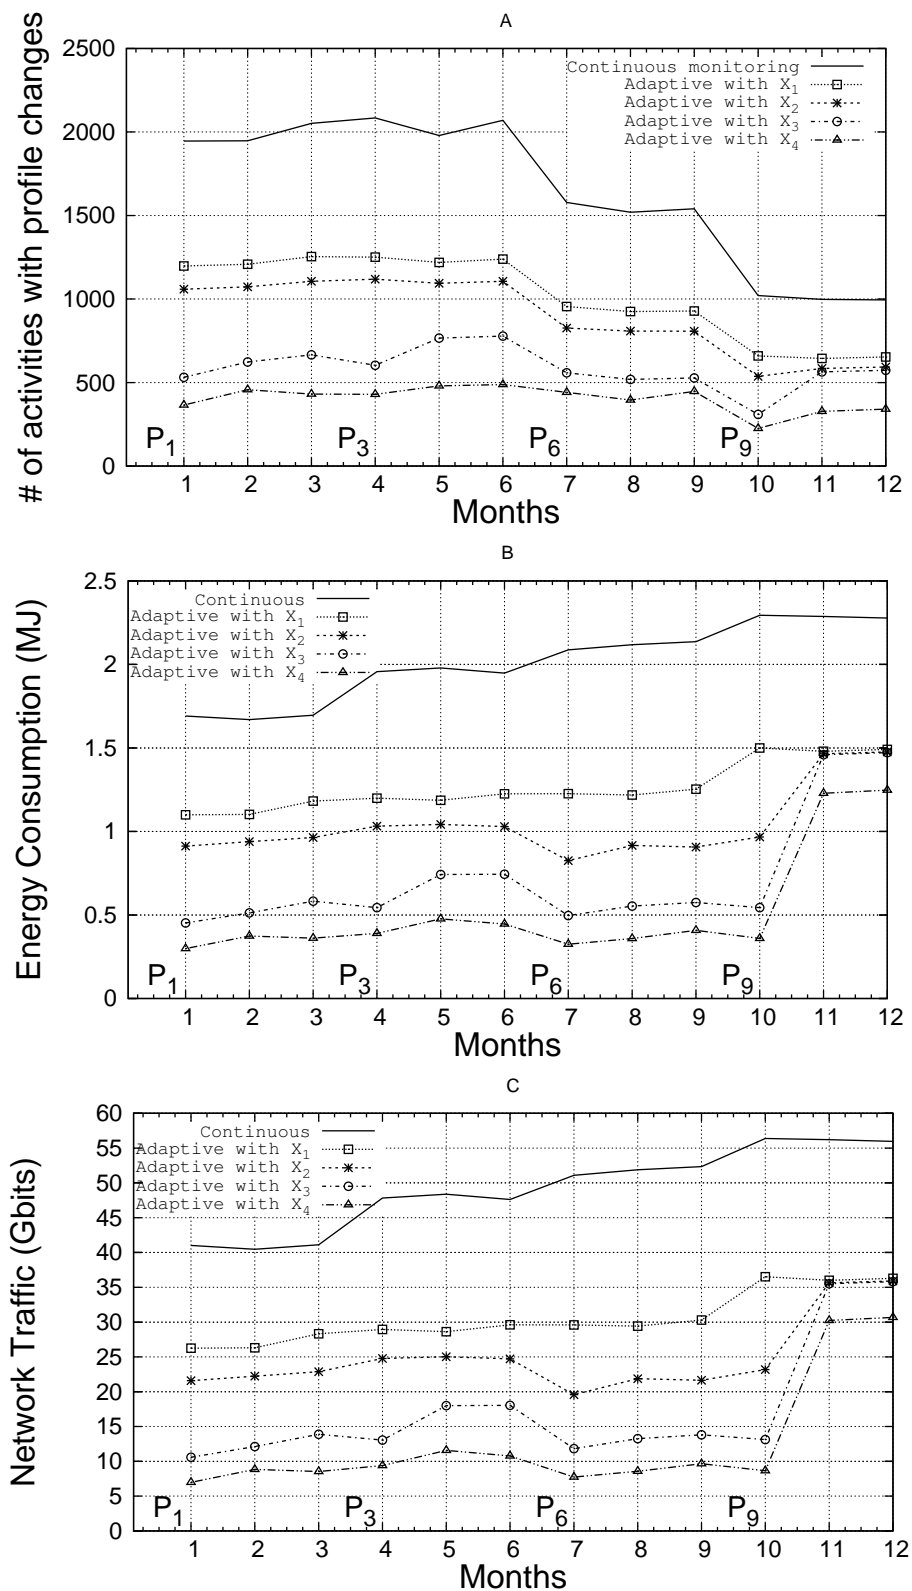 A
# of activities with profile changes
2500
2000
1500
1000
500
0
Continuous monitoring
Adaptive with X1
Adaptive with X2
Adaptive with X3
Adaptive with X4
P1 P3 P6 P9
1 2 3 4 5 6 7 8 9 10 11 12
Months
B
Energy Consumption (MJ)
2.5
2
1.5
1
0.5
0
Continuous
Adaptive with X1
Adaptive with X2
Adaptive with X3
Adaptive with X4
P1 P3 P6 P9
1 2 3 4 5 6 7 8 9 10 11 12
Months
C
Network Traffic (Gbits)
60
55
50
45
40
35
30
25
20
15
10
5
0
Continuous
Adaptive with X1
Adaptive with X2
Adaptive with X3
Adaptive with X4
P1 P3 P6 P9
1 2 3 4 5 6 7 8 9 10 11 12
Months